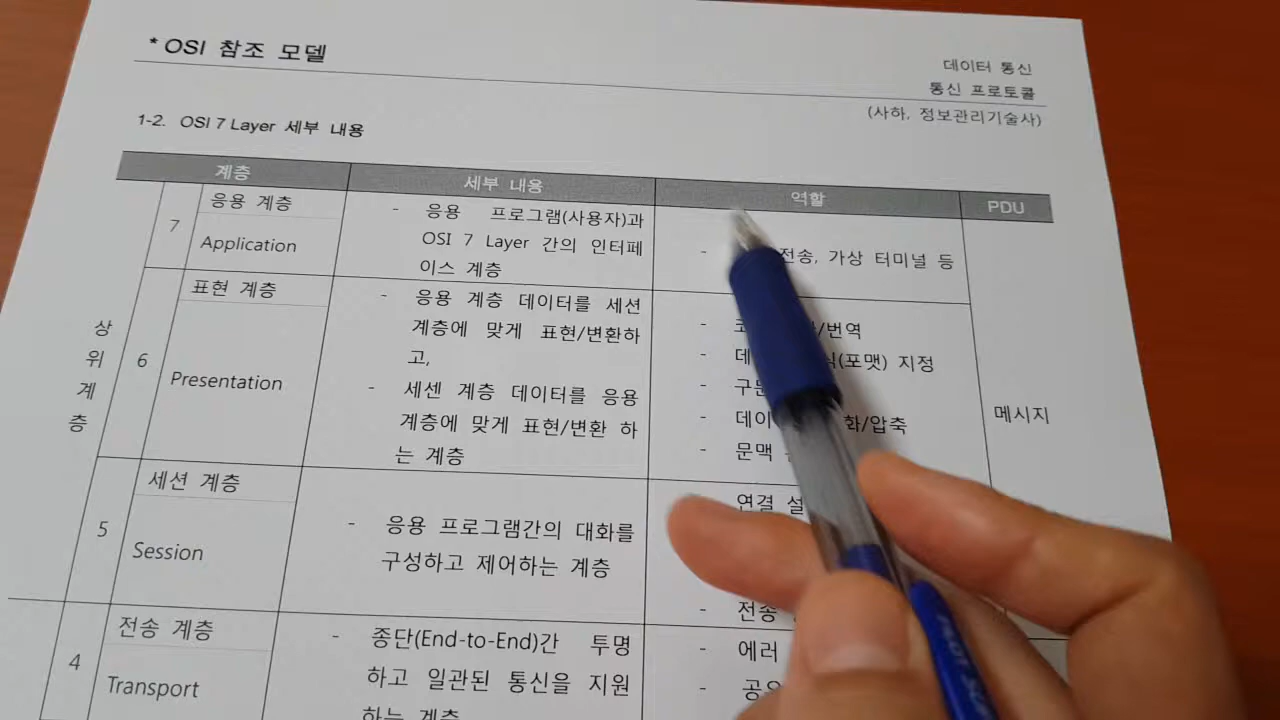 * OSI 참조 모델
데이터 통신
통신 프로토콜
(사하, 정보관리기술사)
1-2. OSI 7 Layer 세부 내용
계층 세부 내용 역할 PDU
상위계층
7
응용 계층
Application
- 응용 프로그램(사용자)과
OSI 7 Layer 간의 인터페
이스 계층
- 전송, 가상 터미널 등
6
표현 계층
Presentation
- 응용 계층 데이터를 세션
계층에 맞게 표현/변환하
고,
- 세센 계층 데이터를 응용
계층에 맞게 표현/변환 하
는 계층
- /번역
- (포맷) 지정
-
- /압축
- 문맥
메시지
5
세션 계층
Session
- 응용 프로그램간의 대화를
구성하고 제어하는 계층
연결
- 전송
4
전송 계층
Transport
- 종단(End-to-End)간 투명
하고 일관된 통신을 지원
하는 계층
- 에러
-